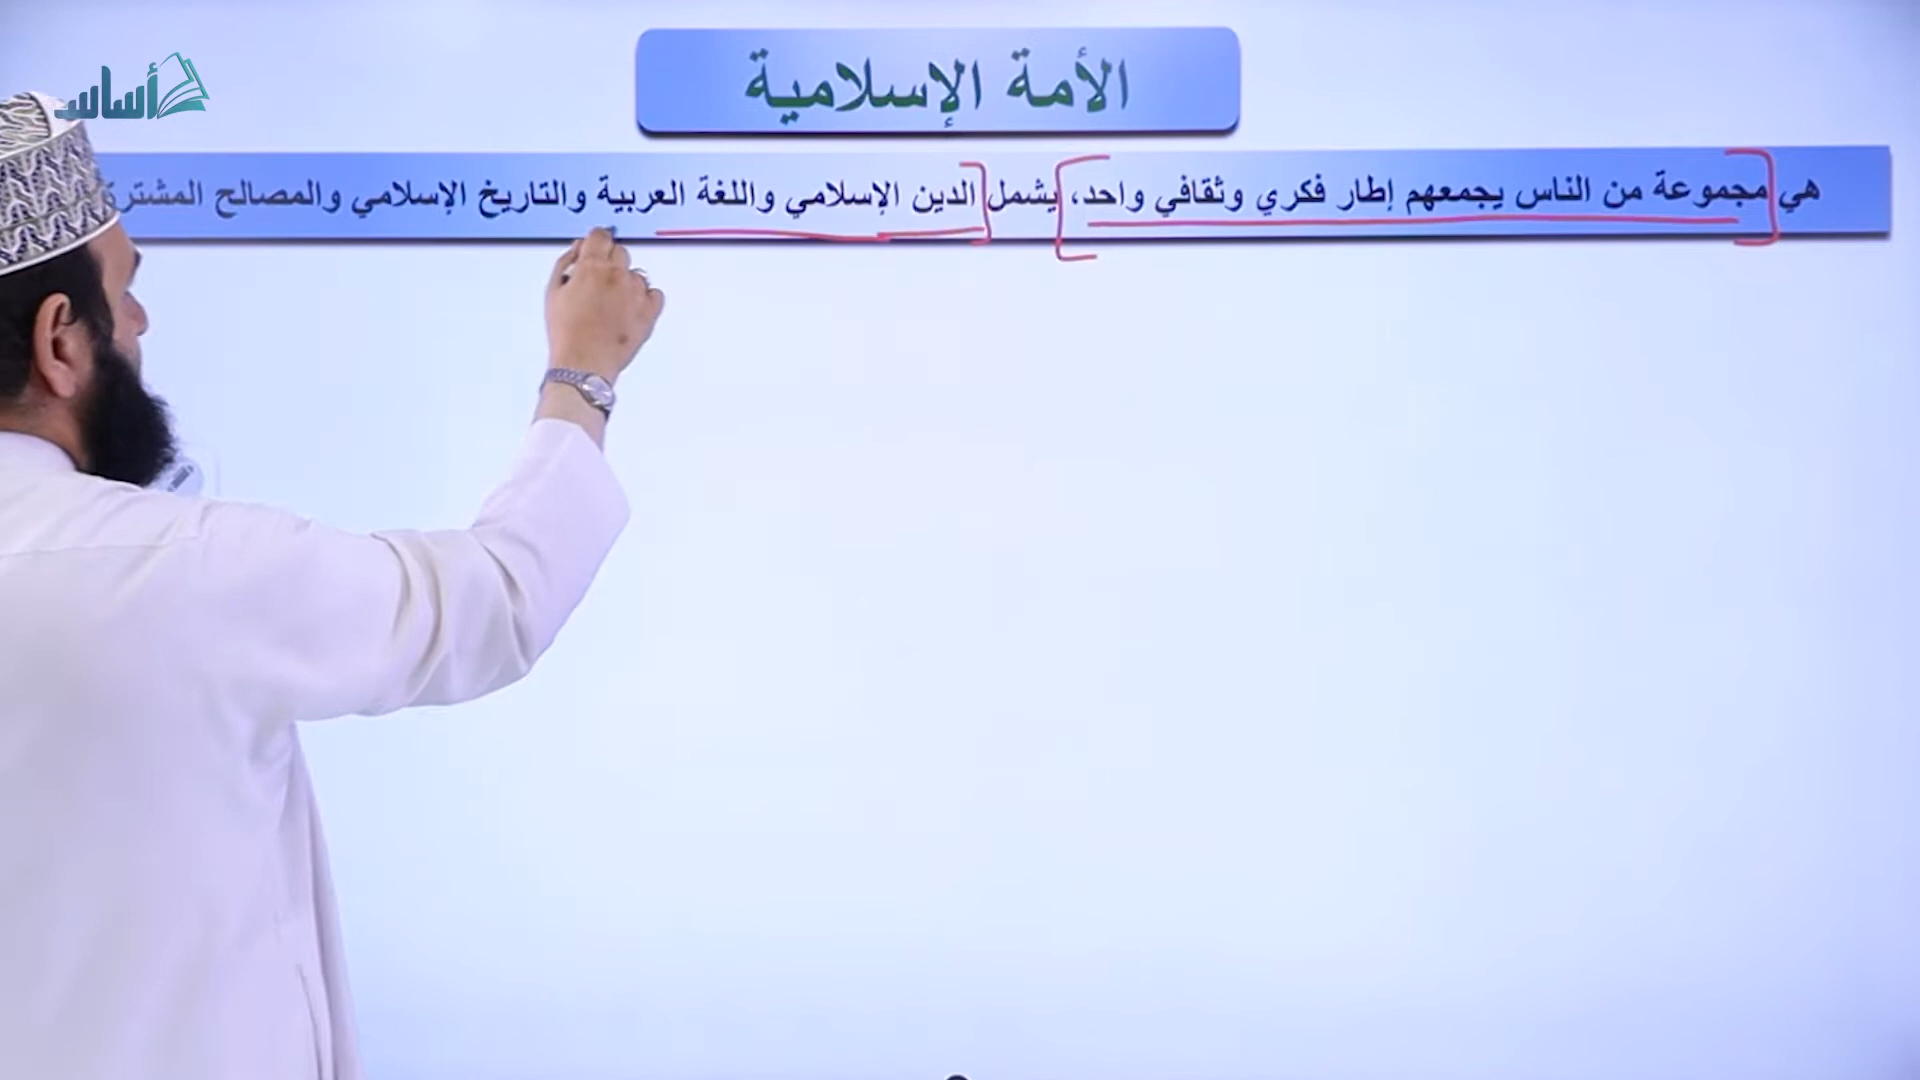 أساس
الأمة الإسلامية
هي مجموعة من الناس يجمعهم إطار فكري وثقافي واحد، يشمل الدين الإسلامي واللغة العربية والتاريخ الإسلامي والمصالح